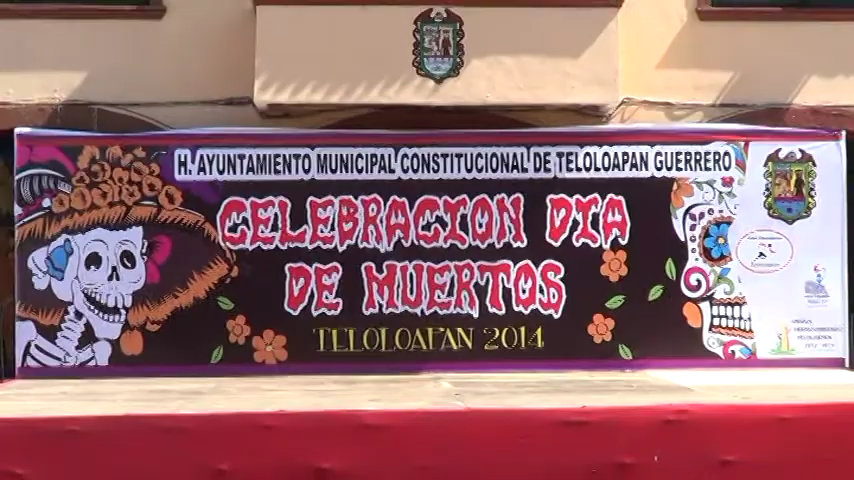 H. AYUNTAMIENTO MUNICIPAL CONSTITUCIONAL DE TELOLOAPAN GUERRERO
CELEBRACION DIA
DE MUERTOS
TELOLOAPAN 2014